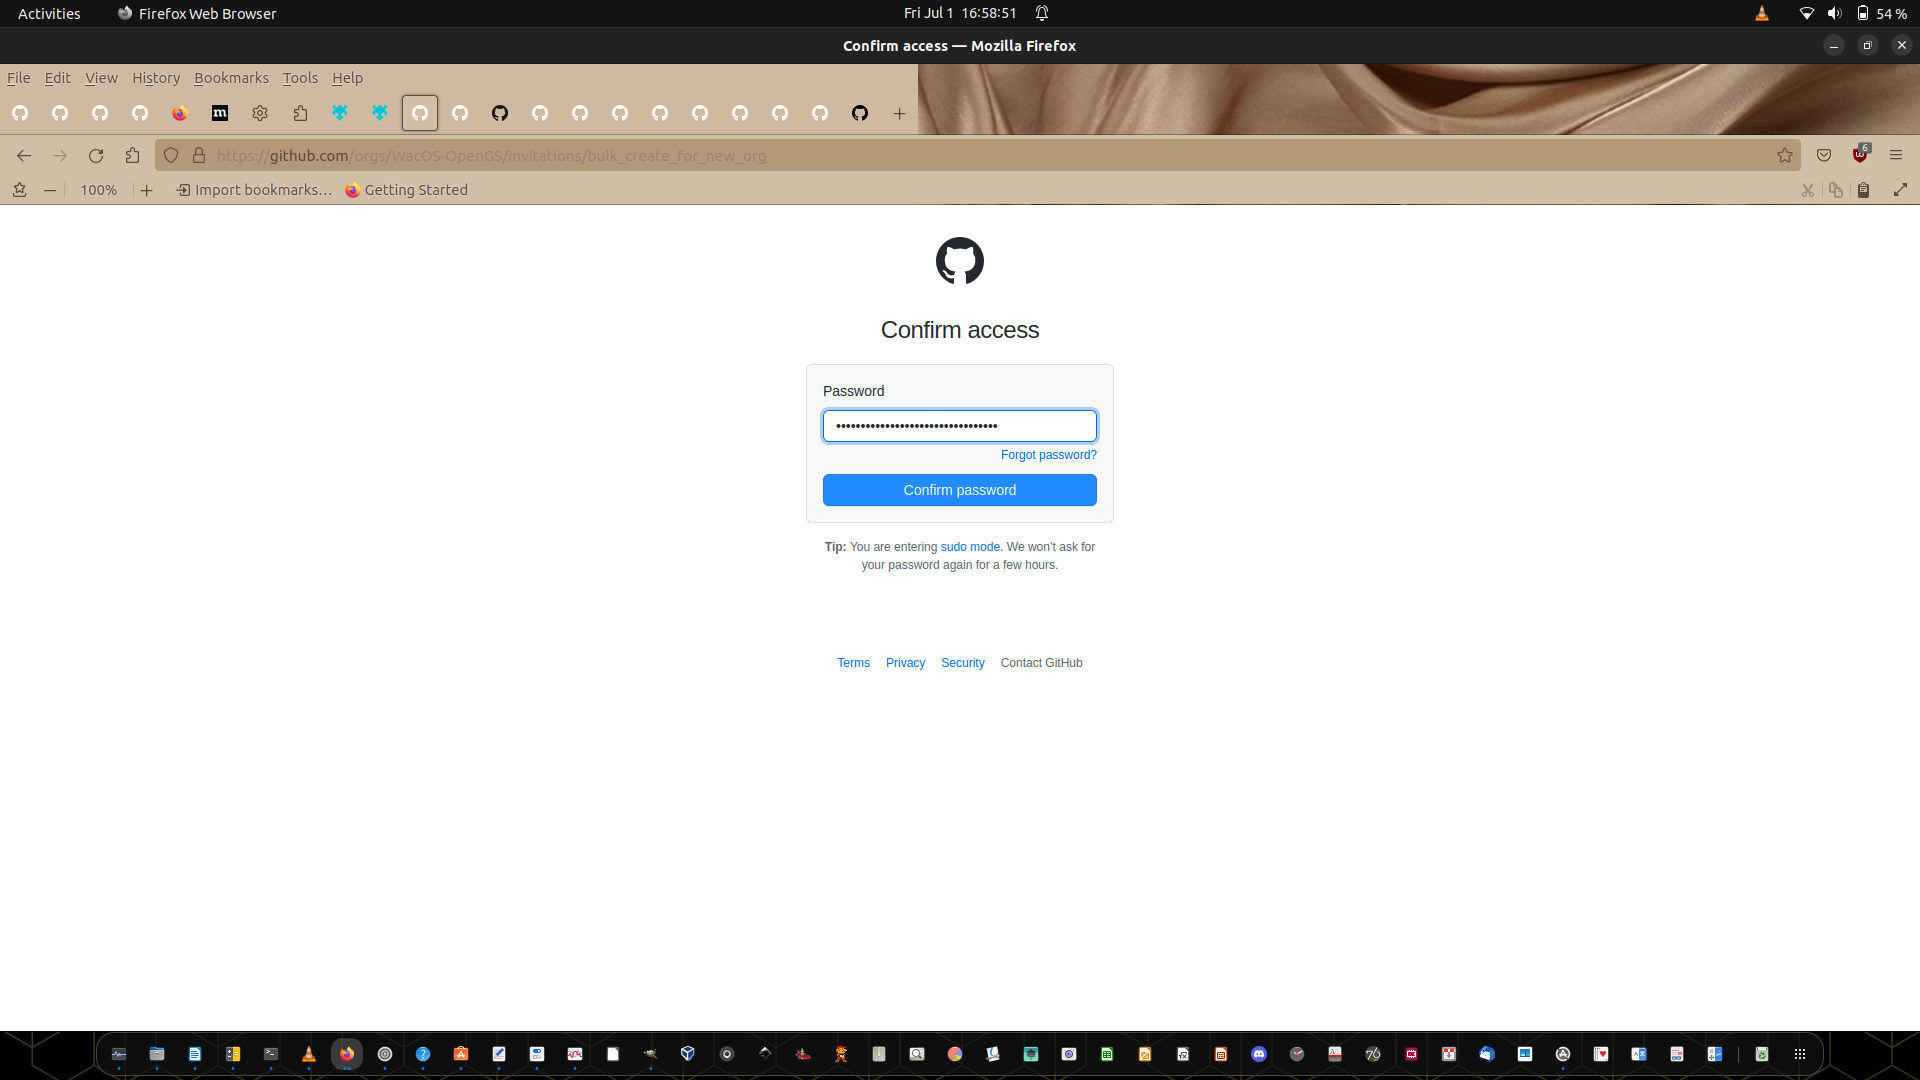 Activities
Firefox Web Browser
Fri Jul 1 16:58:51
54 %
Confirm access — Mozilla Firefox
File Edit View History Bookmarks Tools Help
m
https://github.com/orgs/WacOS-OpenGS/invitations/bulk_create_for_new_org
6
100%
Import bookmarks…
Getting Started
Confirm access
Password
Forgot password?
Confirm password
Tip: You are entering sudo mode. We won't ask for
your password again for a few hours.
Terms Privacy Security Contact GitHub